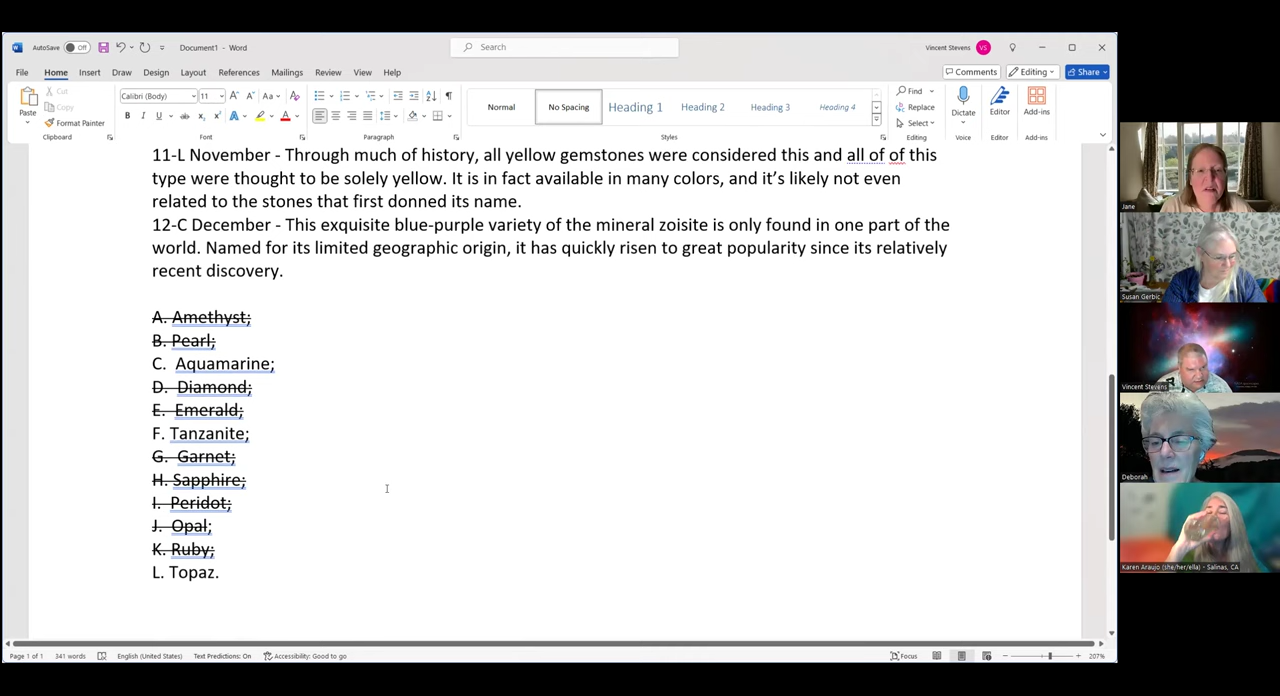 AutoSave Off Document1 - Word Search Vincent Stevens VS
File Home Insert Draw Design Layout References Mailings Review View Help Comments Editing Share
Paste Cut Copy Format Painter Clipboard
Calibri (Body) 11 Font
Paragraph
Normal No Spacing Heading 1 Heading 2 Heading 3 Heading 4 Styles
Find Replace Select Editing
Dictate Voice Editor Editor Add-ins Add-ins
11-L November - Through much of history, all yellow gemstones were considered this and all of of this
type were thought to be solely yellow. It is in fact available in many colors, and it’s likely not even
related to the stones that first donned its name.
12-C December - This exquisite blue-purple variety of the mineral zoisite is only found in one part of the
world. Named for its limited geographic origin, it has quickly risen to great popularity since its relatively
recent discovery.
A. Amethyst;
B. Pearl;
C. Aquamarine;
D. Diamond;
E. Emerald;
F. Tanzanite;
G. Garnet;
H. Sapphire;
I. Peridot;
J. Opal;
K. Ruby;
L. Topaz.
Page 1 of 1 341 words English (United States) Text Predictions: On Accessibility: Good to go Focus 207%
Jane
Susan Gerbic
Vincent Stevens
Deborah
Karen Araujo (she/her/ella) - Salinas, CA